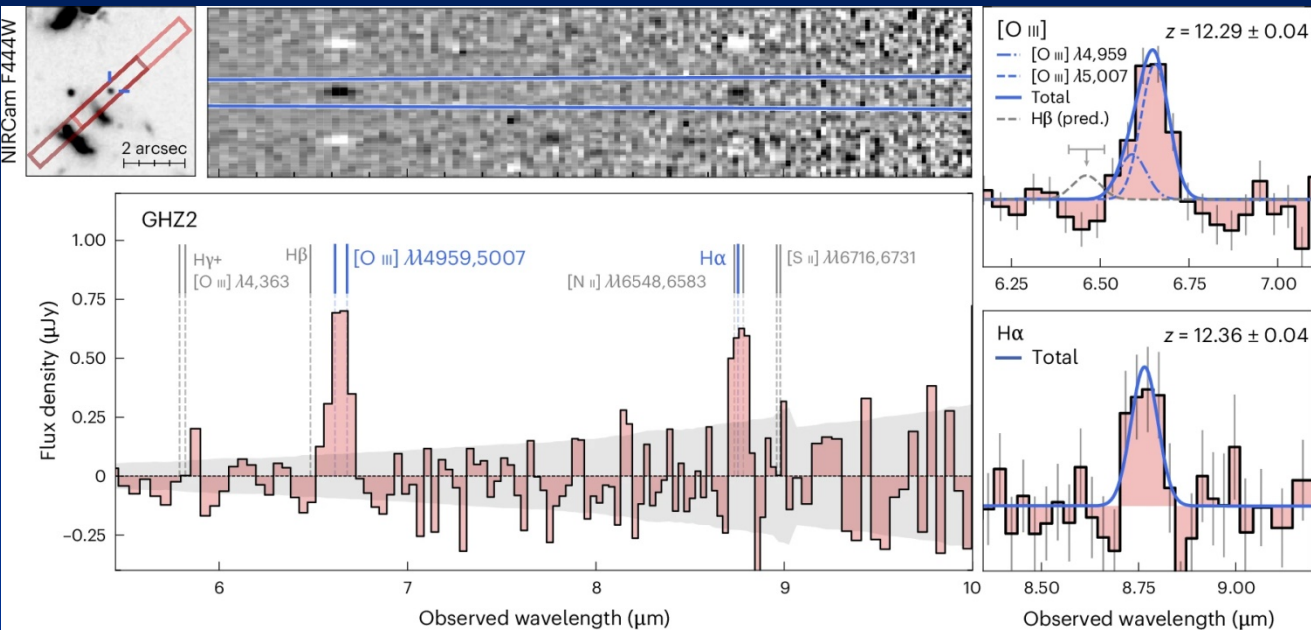 NIRCam F444W
2 arcsec
GHZ2
Hγ+
[O III] λ4,363
Hβ
[O III] λλ4959,5007
[N II] λλ6548,6583
Hα
[S II] λλ6716,6731
1.00
0.75
0.50
0.25
0
−0.25
Flux density (μJy)
6 7 8 9 10
Observed wavelength (μm)
[O III] z = 12.29 ± 0.04
[O III] λ4,959
[O III] λ5,007
Total
Hβ (pred.)
6.25 6.50 6.75 7.00
Hα z = 12.36 ± 0.04
Total
8.50 8.75 9.00
Observed wavelength (μm)